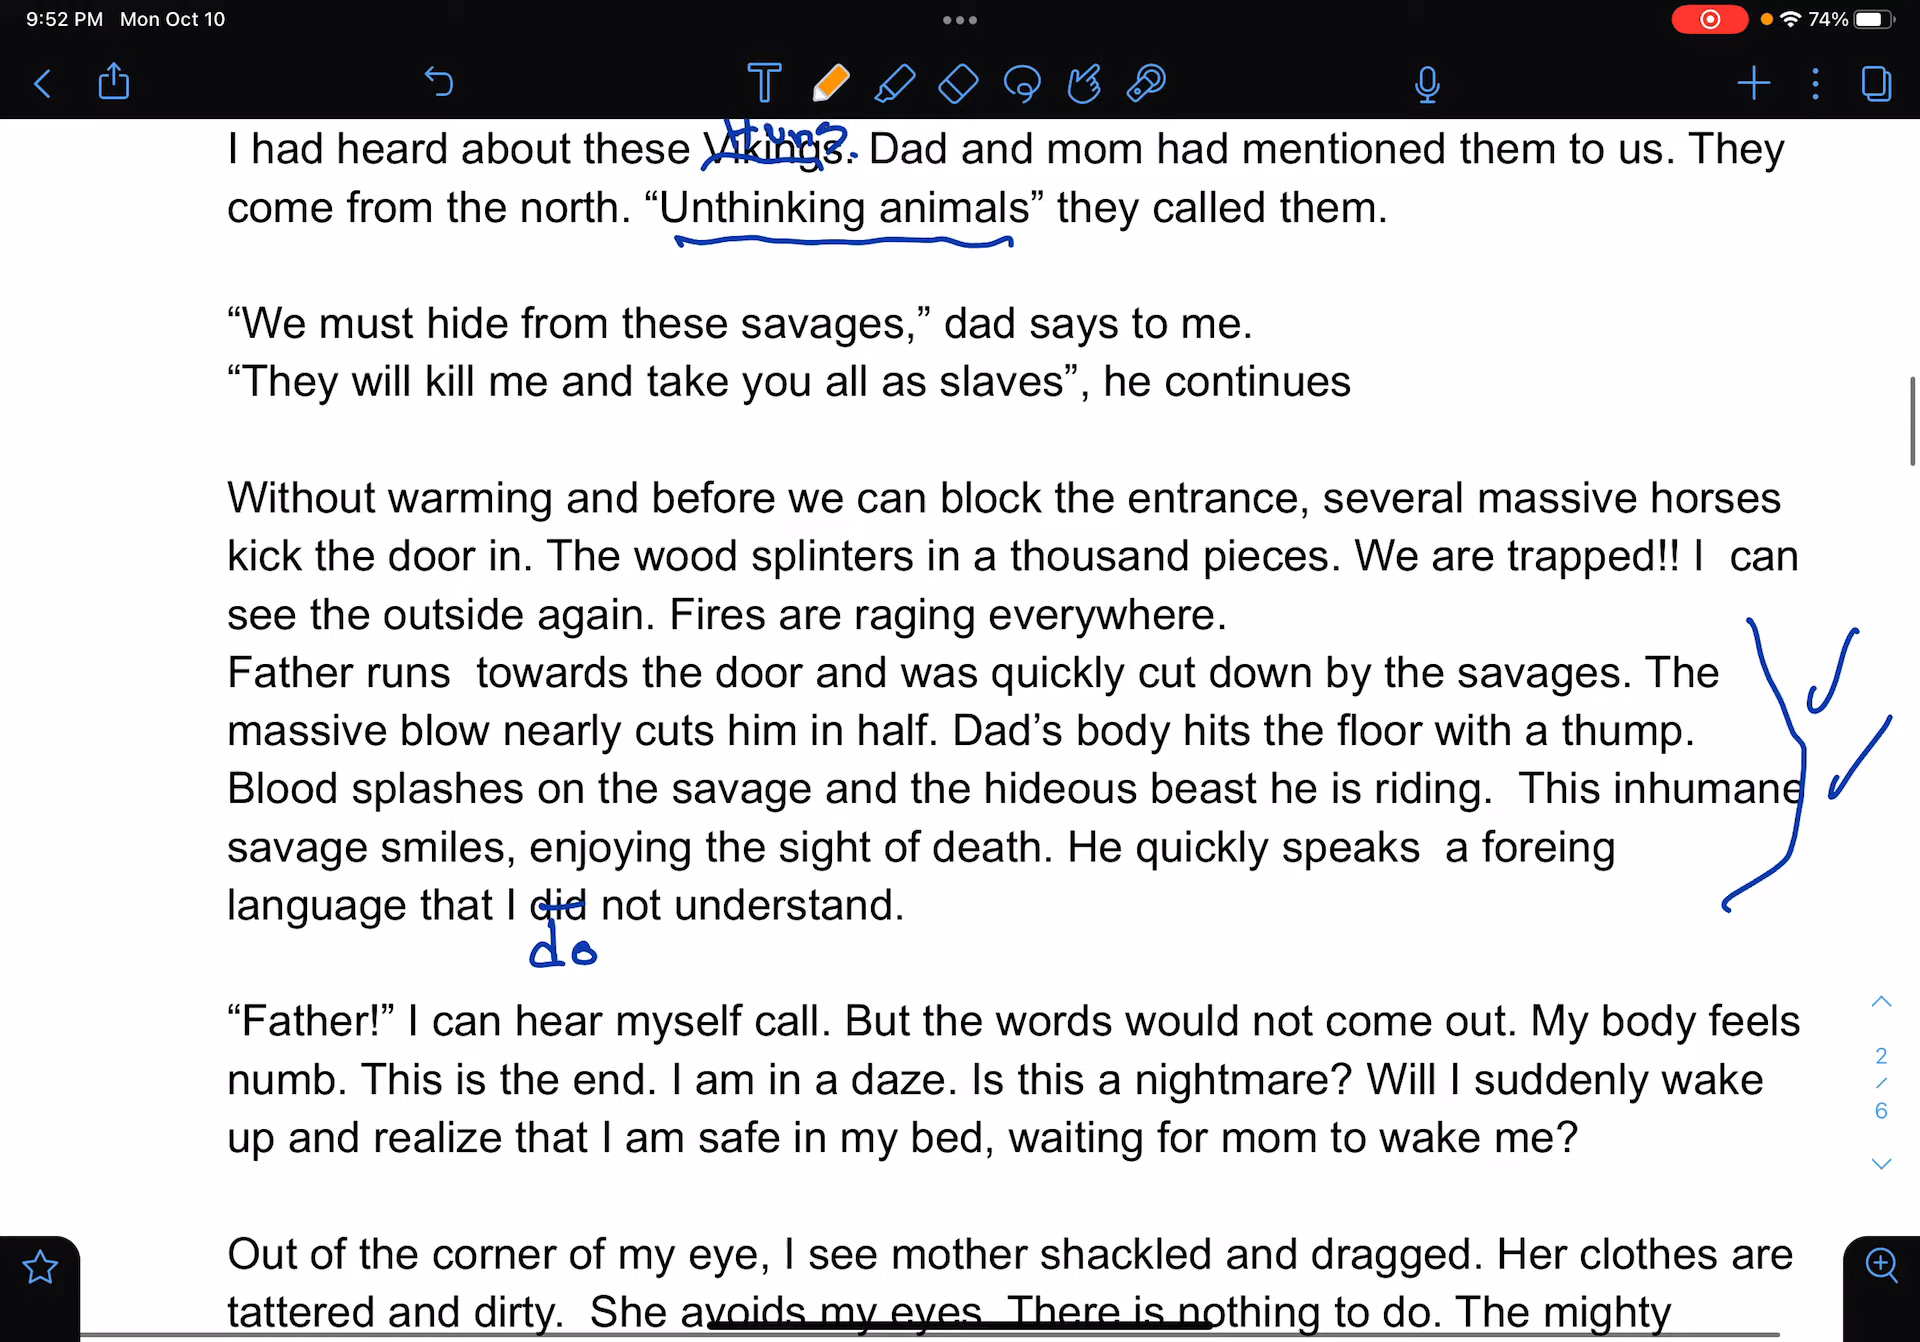 9:52 PM Mon Oct 10
74%
Huns.
I had heard about these Vikings. Dad and mom had mentioned them to us. They
come from the north. “Unthinking animals” they called them.
“We must hide from these savages,” dad says to me.
“They will kill me and take you all as slaves”, he continues
Without warming and before we can block the entrance, several massive horses
kick the door in. The wood splinters in a thousand pieces. We are trapped!! I can
see the outside again. Fires are raging everywhere.
Father runs towards the door and was quickly cut down by the savages. The
massive blow nearly cuts him in half. Dad’s body hits the floor with a thump.
Blood splashes on the savage and the hideous beast he is riding. This inhumane
savage smiles, enjoying the sight of death. He quickly speaks a foreing
language that I did not understand.
do
“Father!” I can hear myself call. But the words would not come out. My body feels
numb. This is the end. I am in a daze. Is this a nightmare? Will I suddenly wake
up and realize that I am safe in my bed, waiting for mom to wake me?
2
/
6
Out of the corner of my eye, I see mother shackled and dragged. Her clothes are
tattered and dirty. She avoids my eyes. There is nothing to do. The mighty